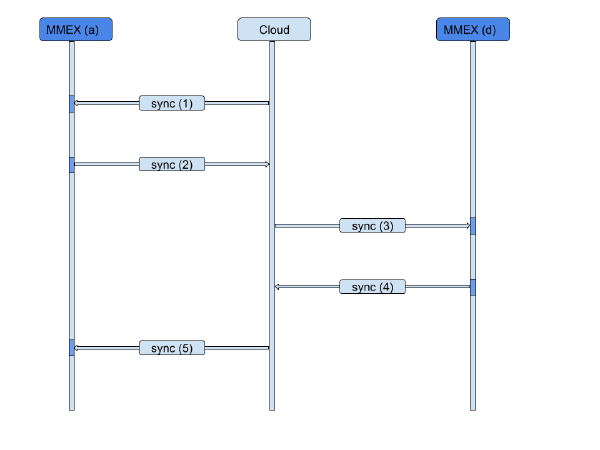 MMEX (a)
Cloud
MMEX (d)
sync (1)
sync (2)
sync (3)
sync (4)
sync (5)